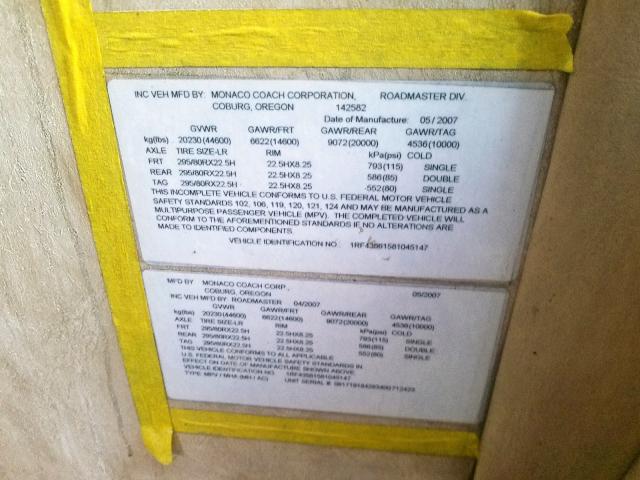 INC VEH MFD BY: MONACO COACH CORPORATION, ROADMASTER DIV.
COBURG, OREGON 142582
Date of Manufacture: 05 / 2007
GVWR GAWR/FRT GAWR/REAR GAWR/TAG
kg(lbs) 20230(44600) 6622(14600) 9072(20000) 4536(10000)
AXLE TIRE SIZE-LR RIM kPa(psi) COLD
FRT 295/80RX22.5H 22.5HX8.25 793(115) SINGLE
REAR 295/80RX22.5H 22.5HX8.25 586(85) DOUBLE
TAG 295/80RX22.5H 22.5HX8.25 552(80) SINGLE
THIS INCOMPLETE VEHICLE CONFORMS TO U.S. FEDERAL MOTOR VEHICLE
SAFETY STANDARDS 102, 106, 119, 120, 121, 124 AND MAY BE MANUFACTURED AS A
MULTIPURPOSE PASSENGER VEHICLE (MPV). THE COMPLETED VEHICLE WILL
CONFORM TO THE AFOREMENTIONED STANDARDS IF NO ALTERATIONS ARE
MADE TO IDENTIFIED COMPONENTS.
VEHICLE IDENTIFICATION NO.
MFD BY MONACO COACH CORP.,
COBURG, OREGON 05/2007
INC VEH MFD BY: ROADMASTER 04/2007
GVWR GAWR/FRT GAWR/REAR GAWR/TAG
kg(lbs) 20230(44600) 6622(14600) 9072(20000) 4536(10000)
AXLE TIRE SIZE-LR RIM kPa(psi) COLD
FRT 295/80RX22.5H 22.5HX8.25 793(115) SINGLE
REAR 295/80RX22.5H 22.5HX8.25 586(85) DOUBLE
TAG 295/80RX22.5H 22.5HX8.25 552(80) SINGLE
THIS VEHICLE CONFORMS TO ALL APPLICABLE
U.S. FEDERAL MOTOR VEHICLE SAFETY STANDARDS IN
EFFECT ON DATE OF MANUFACTURE SHOWN ABOVE
VEHICLE IDENTIFICATION NO.
TYPE: MPV / UNIT SERIAL #